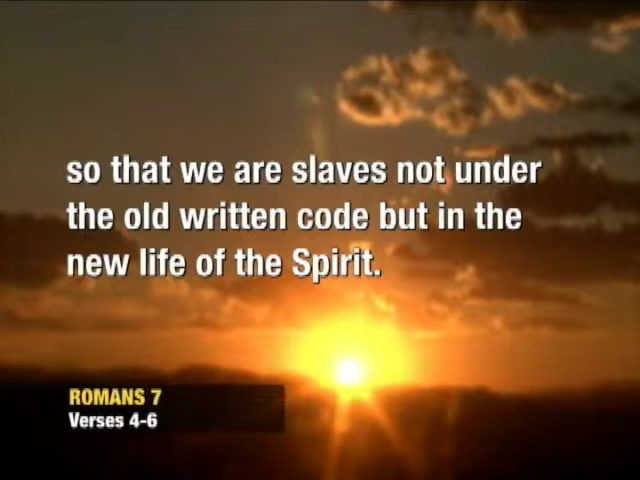 so that we are slaves not under
the old written code but in the
new life of the Spirit.
ROMANS 7
Verses 4-6